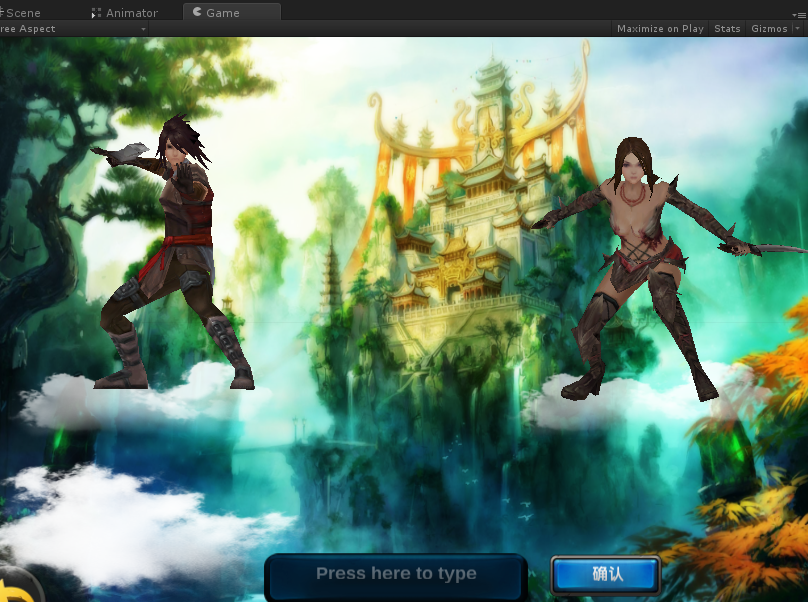 Scene Animator Game
ree Aspect Maximize on Play Stats Gizmos
Press here to type 确认